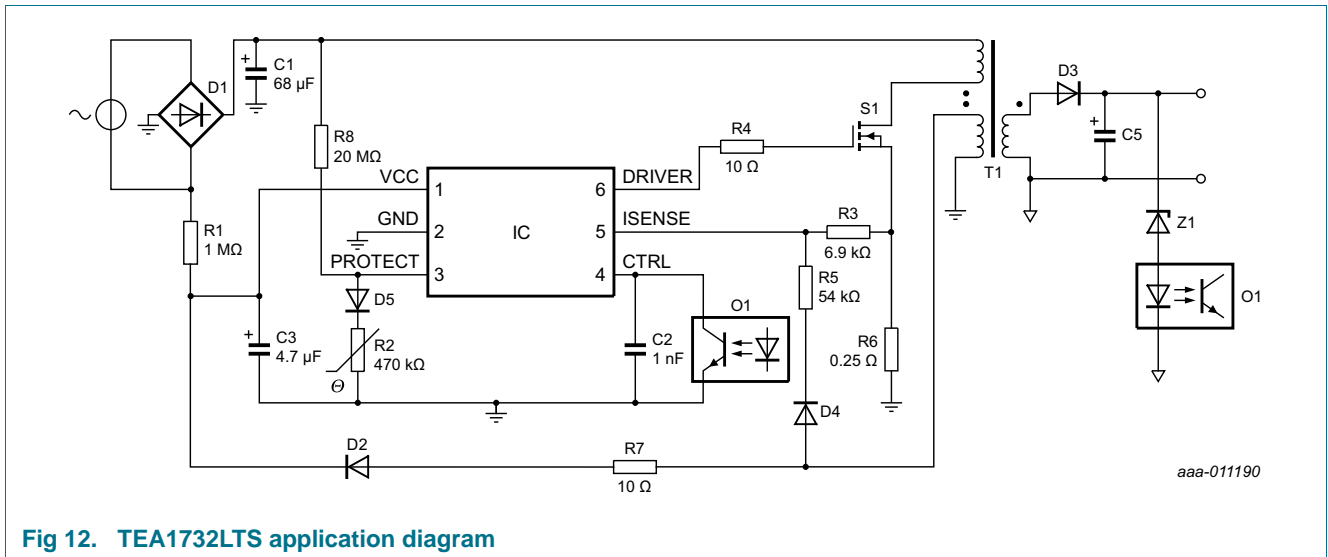 D1
+
C1
68 µF
~
R8
20 MΩ
R1
1 MΩ
VCC
1
GND
2
PROTECT
3
IC
6
DRIVER
5
ISENSE
4
CTRL
R4
10 Ω
S1
T1
D3
+
C5
Z1
O1
R3
6.9 kΩ
R5
54 kΩ
R6
0.25 Ω
D5
R2
470 kΩ
Θ
+
C3
4.7 µF
C2
1 nF
O1
D4
D2
R7
10 Ω
aaa-011190
Fig 12. TEA1732LTS application diagram